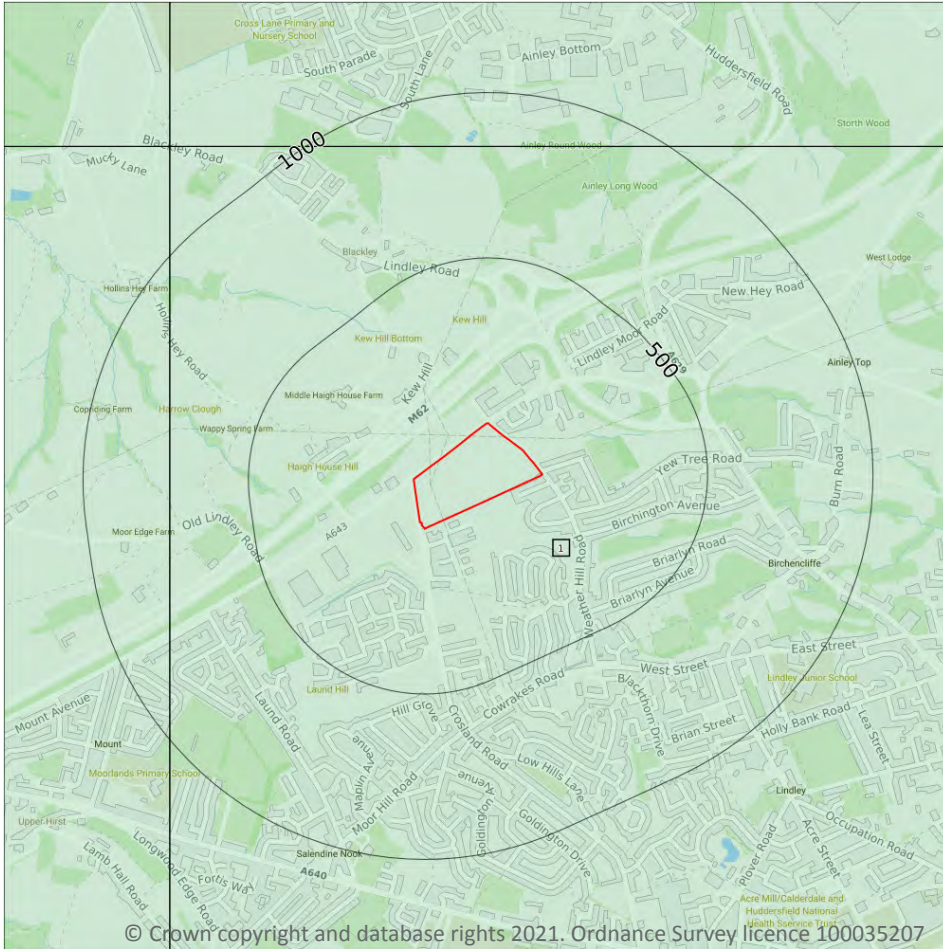 Cross Lane Primary and
Nursery School
South Parade
South Lane
Ainley Bottom
Huddersfield Road
Storth Wood
1000
Blackley Road
Mucky Lane
Ainley Round Wood
Ainley Long Wood
Blackley
Lindley Road
West Lodge
Hollins Hey Farm
New Hey Road
Hollins Hey Road
Kew Hill
Kew Hill Bottom
Lindley Moor Road
500
A629
Ainley Top
Kew Hill
Middle Haigh House Farm
M62
Copriding Farm
Harrow Clough
Wappy Spring Farm
Haigh House Hill
Yew Tree Road
Burn Road
Birchington Avenue
Old Lindley Road
Moor Edge Farm
A643
1
Weather Hill Road
Briarlyn Road
Birchencliffe
Briarlyn Avenue
East Street
West Street
Lindley Junior School
Laund Hill
Cowrakes Road
Blackthorn Drive
Mount Avenue
Laund Road
Hill Grove
Crosland Road
Brian Street
Holly Bank Road
Lea Street
Mount
Maplin Avenue
Low Hills Lane
Moorlands Primary School
Moor Hill Road
Goldington Avenue
Lindley
Upper Hirst
Goldington Drive
Occupation Road
Acre Street
Plover Road
Salendine Nook
Longwood Edge Road
Lamb Hall Road
A640
Fortis Wa
Acre Mill/Calderdale and
Huddersfield National
Health Sservice Trust
© Crown copyright and database rights 2021. Ordnance Survey licence 100035207